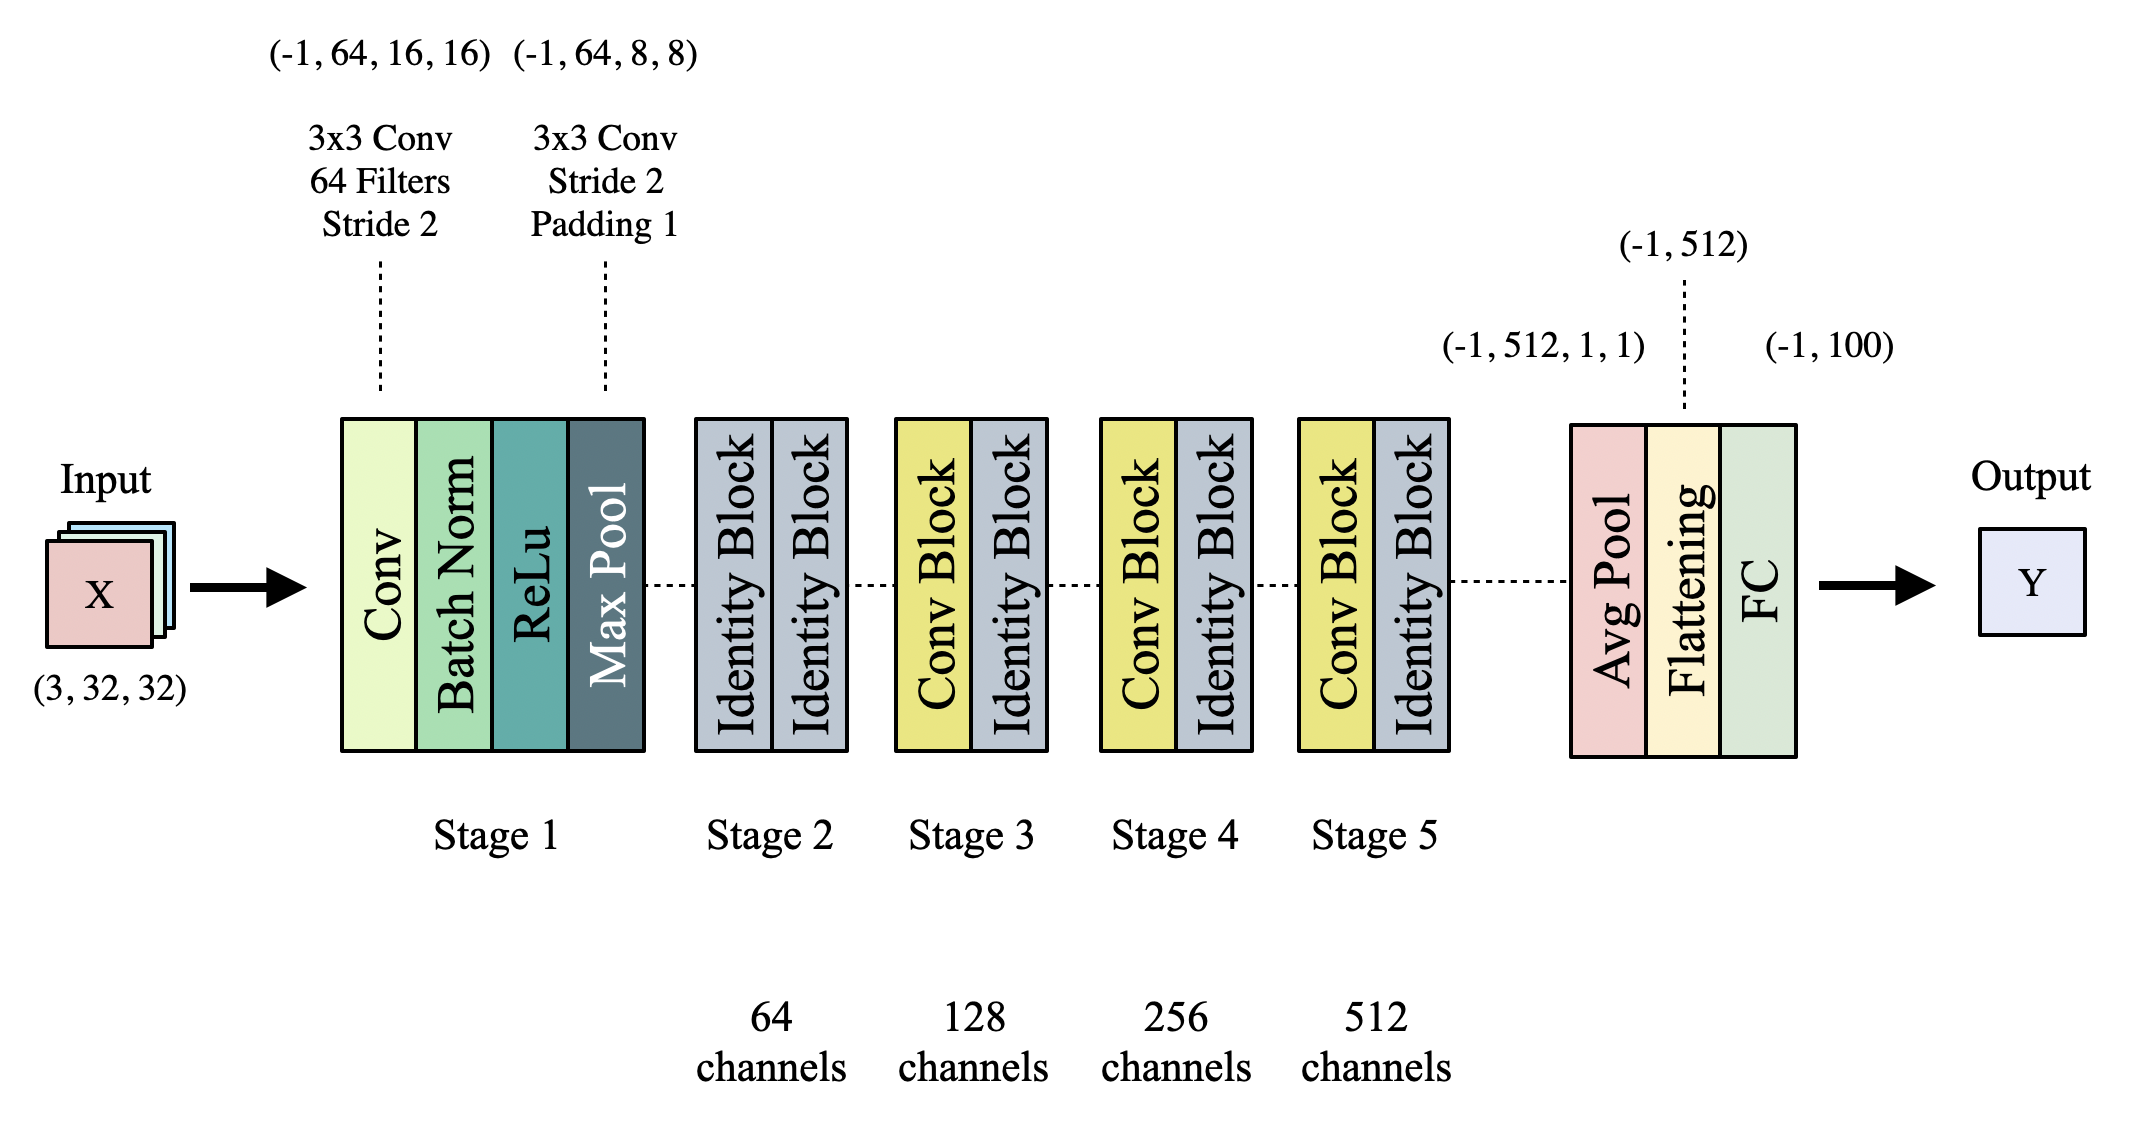 (-1, 64, 16, 16)
(-1, 64, 8, 8)
3x3 Conv
64 Filters
Stride 2
3x3 Conv
Stride 2
Padding 1
(-1, 512)
(-1, 512, 1, 1)
(-1, 100)
Input
X
(3, 32, 32)
Conv
Batch Norm
ReLu
Max Pool
Identity Block
Identity Block
Conv Block
Identity Block
Conv Block
Identity Block
Conv Block
Identity Block
Avg Pool
Flattening
FC
Output
Y
Stage 1
Stage 2
Stage 3
Stage 4
Stage 5
64
channels
128
channels
256
channels
512
channels